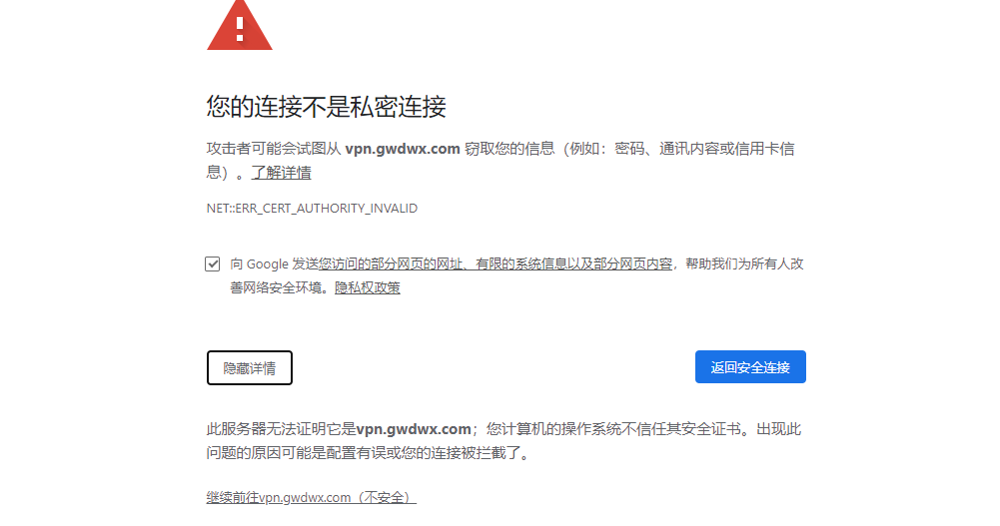 您的连接不是私密连接
攻击者可能会试图从 vpn.gwdwx.com 窃取您的信息（例如：密码、通讯内容或信用卡信
息）。了解详情
NET::ERR_CERT_AUTHORITY_INVALID
向 Google 发送您访问的部分网页的网址、有限的系统信息以及部分网页内容，帮助我们为所有人改
善网络安全环境。隐私权政策
隐藏详情
返回安全连接
此服务器无法证明它是vpn.gwdwx.com；您计算机的操作系统不信任其安全证书。出现此
问题的原因可能是配置有误或您的连接被拦截了。
继续前往vpn.gwdwx.com（不安全）